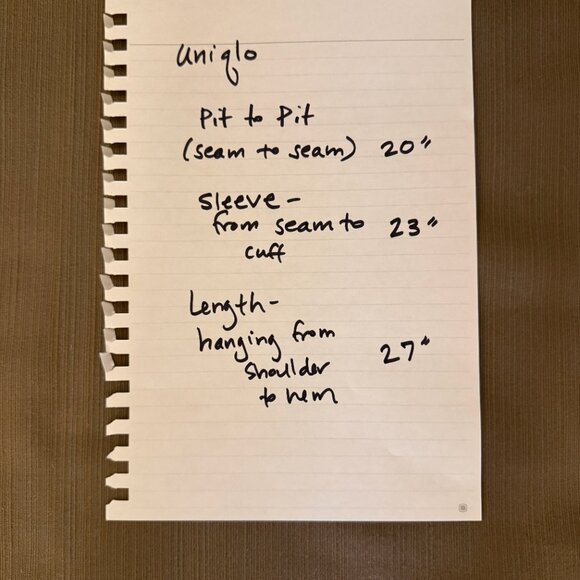 uniqlo
Pit to Pit
(seam to seam) 20"
Sleeve -
from seam to 23"
cuff
Length -
hanging from
shoulder 27"
to hem